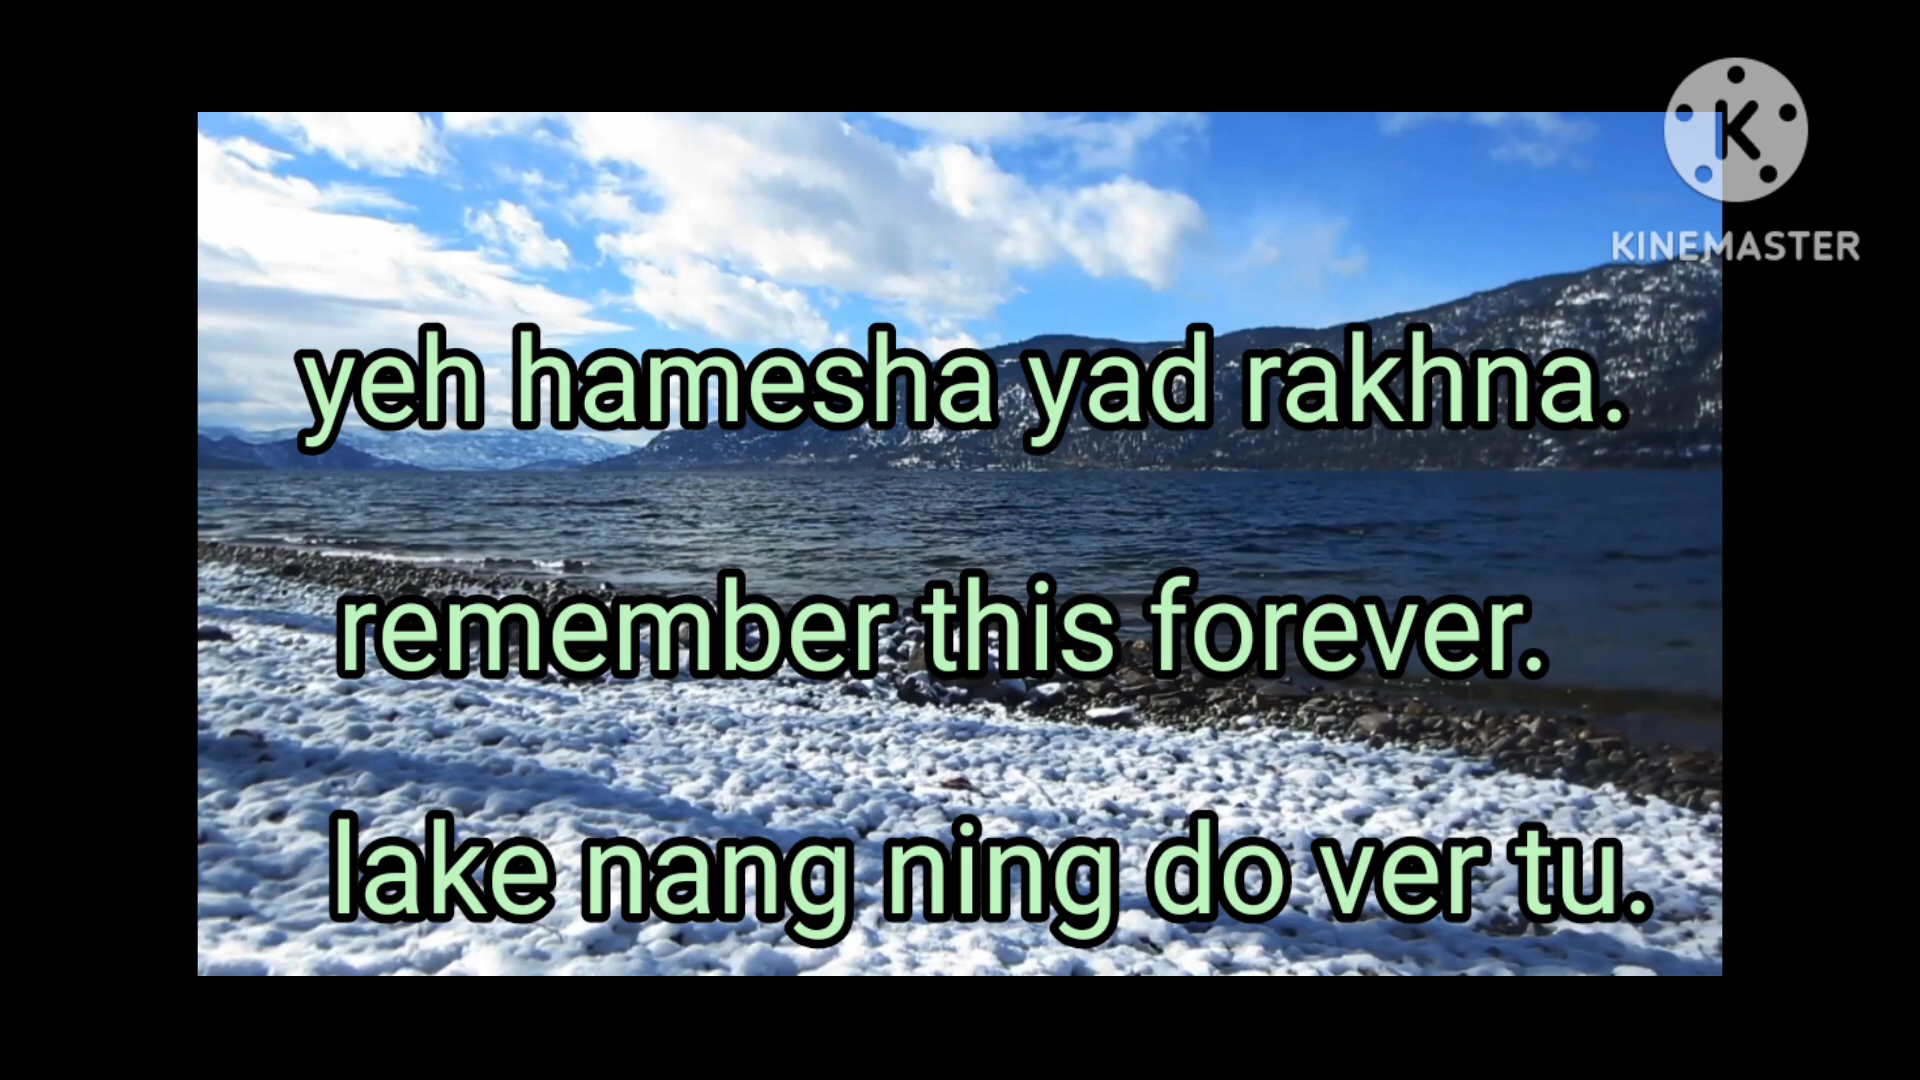 KINEMASTER
yeh hamesha yad rakhna.
remember this forever.
lake nang ning do ver tu.